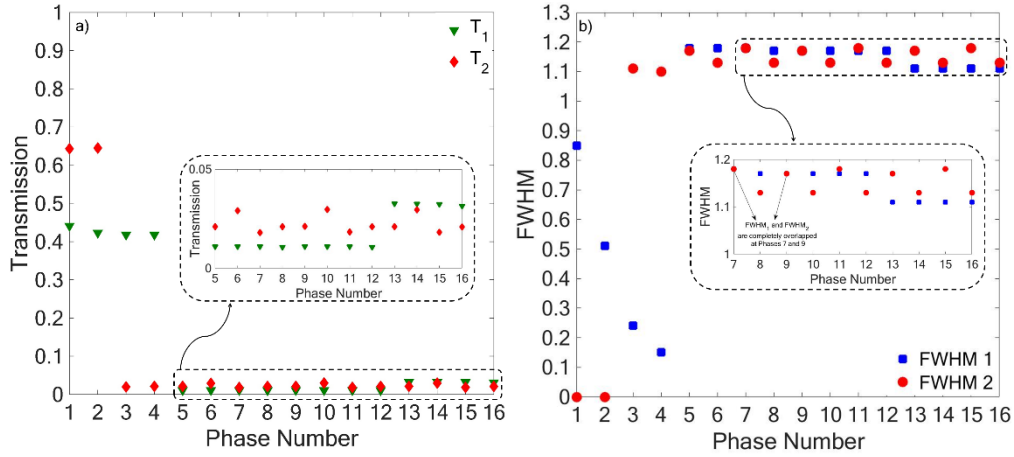 a)
T1
T2
1
0.9
0.8
0.7
0.6
0.5
0.4
0.3
0.2
0.1
0
Transmission
1 2 3 4 5 6 7 8 9 10 11 12 13 14 15 16
Phase Number
0.05
0
Transmission
5 6 7 8 9 10 11 12 13 14 15 16
Phase Number
b)
1.2
1.1
1
0.9
0.8
0.7
0.6
0.5
0.4
0.3
0.2
0.1
0
FWHM
1 2 3 4 5 6 7 8 9 10 11 12 13 14 15 16
Phase Number
1.2
1.1
1
FWHM
FWHM1 and FWHM2
are completely overlapped
at Phases 7 and 9
7 8 9 10 11 12 13 14 15 16
Phase Number
FWHM 1
FWHM 2